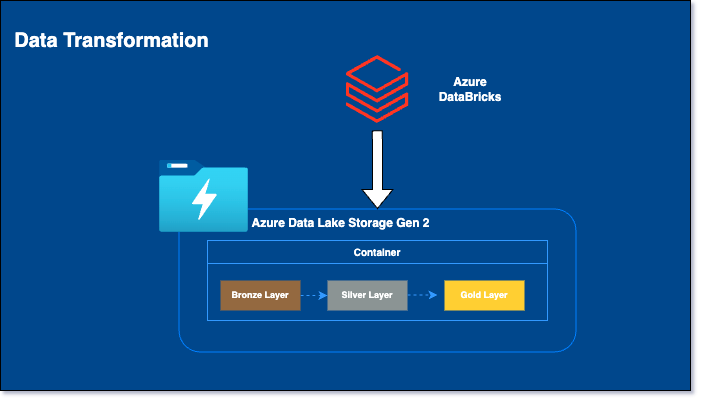 Data Transformation
Azure
DataBricks
Azure Data Lake Storage Gen 2
Container
Bronze Layer
Silver Layer
Gold Layer